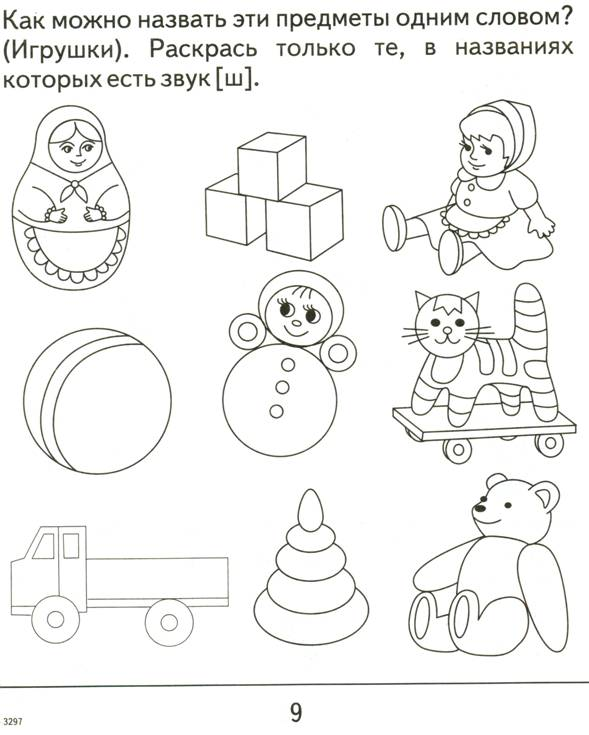 Как можно назвать эти предметы одним словом?
(Игрушки). Раскрась только те, в названиях
которых есть звук [ш].
9
3297